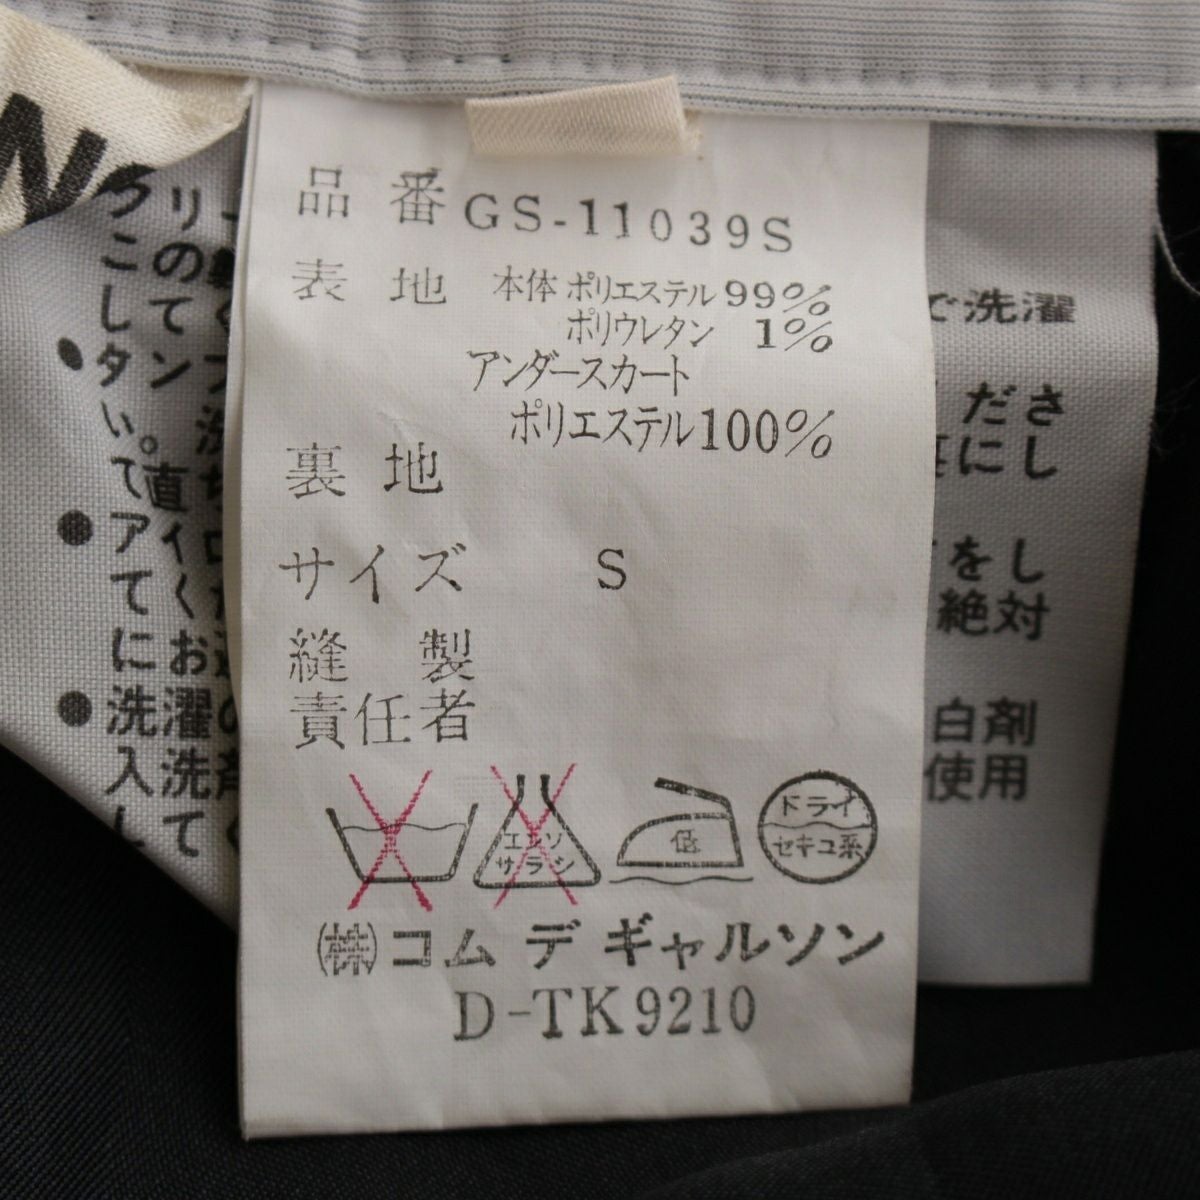 品番 GS-11039S
表地 本体 ポリエステル 99%
ポリウレタン 1%
アンダースカート
ポリエステル 100%
裏地
サイズ S
縫製
責任者
エンソ
サラシ
低
ドライ
セキユ系
(株)コム デ ギャルソン
D-TK9210
で洗濯
ださ
にし
をし
絶対
白剤
使用
クリー
この
して
●タンブ
い。
て直
●アイロ
てく
にお
●洗濯の
入洗剤
して